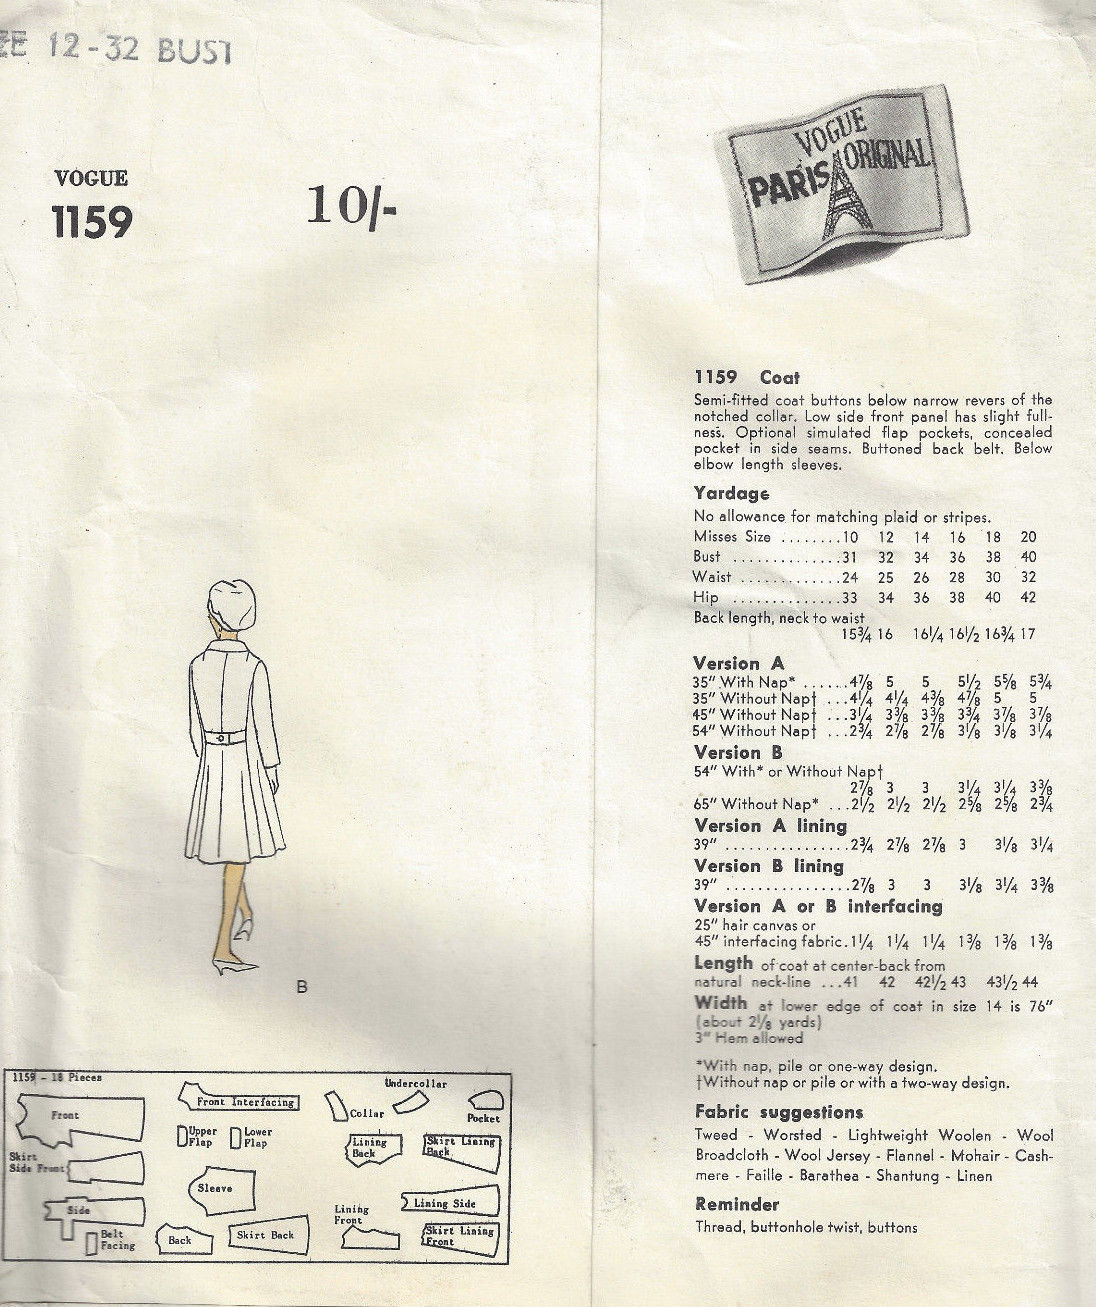 ZE 12-32 BUST
VOGUE
1159
10/-
VOGUE
PARIS ORIGINAL
B
1159 - 18 Pieces
Front
Front Interfacing
Undercollar
Collar
Pocket
Upper
Flap
Lower
Flap
Lining
Back
Skirt Lining
Back
Skirt
Side Front
Sleeve
Side
Lining Side
Belt
Facing
Back
Skirt Back
Lining
Front
Skirt Lining
Front
1159 Coat
Semi-fitted coat buttons below narrow revers of the
notched collar. Low side front panel has slight full-
ness. Optional simulated flap pockets, concealed
pocket in side seams. Buttoned back belt. Below
elbow length sleeves.
Yardage
No allowance for matching plaid or stripes.
Misses Size ........10 12 14 16 18 20
Bust ..............31 32 34 36 38 40
Waist .............24 25 26 28 30 32
Hip ...............33 34 36 38 40 42
Back length, neck to waist
15¾ 16 16¼ 16½ 16¾ 17
Version A
35" With Nap* ......4⅞ 5 5 5½ 5⅝ 5¾
35" Without Nap† ...4¼ 4¼ 4⅜ 4⅞ 5 5
45" Without Nap† ...3¼ 3⅜ 3⅜ 3¾ 3⅞ 3⅞
54" Without Nap† ...2¾ 2⅞ 2⅞ 3⅛ 3⅛ 3¼
Version B
54" With* or Without Nap†
2⅞ 3 3 3¼ 3¼ 3⅜
65" Without Nap* ...2½ 2½ 2½ 2⅝ 2⅝ 2¾
Version A lining
39" ................2¾ 2⅞ 2⅞ 3 3⅛ 3¼
Version B lining
39" ................2⅞ 3 3 3⅛ 3¼ 3⅜
Version A or B interfacing
25" hair canvas or
45" interfacing fabric.1¼ 1¼ 1¼ 1⅜ 1⅜ 1⅜
Length of coat at center-back from
natural neck-line ...41 42 42½ 43 43½ 44
Width at lower edge of coat in size 14 is 76"
(about 2⅛ yards)
3" Hem allowed
*With nap, pile or one-way design.
†Without nap or pile or with a two-way design.
Fabric suggestions
Tweed - Worsted - Lightweight Woolen - Wool
Broadcloth - Wool Jersey - Flannel - Mohair - Cash-
mere - Faille - Barathea - Shantung - Linen
Reminder
Thread, buttonhole twist, buttons